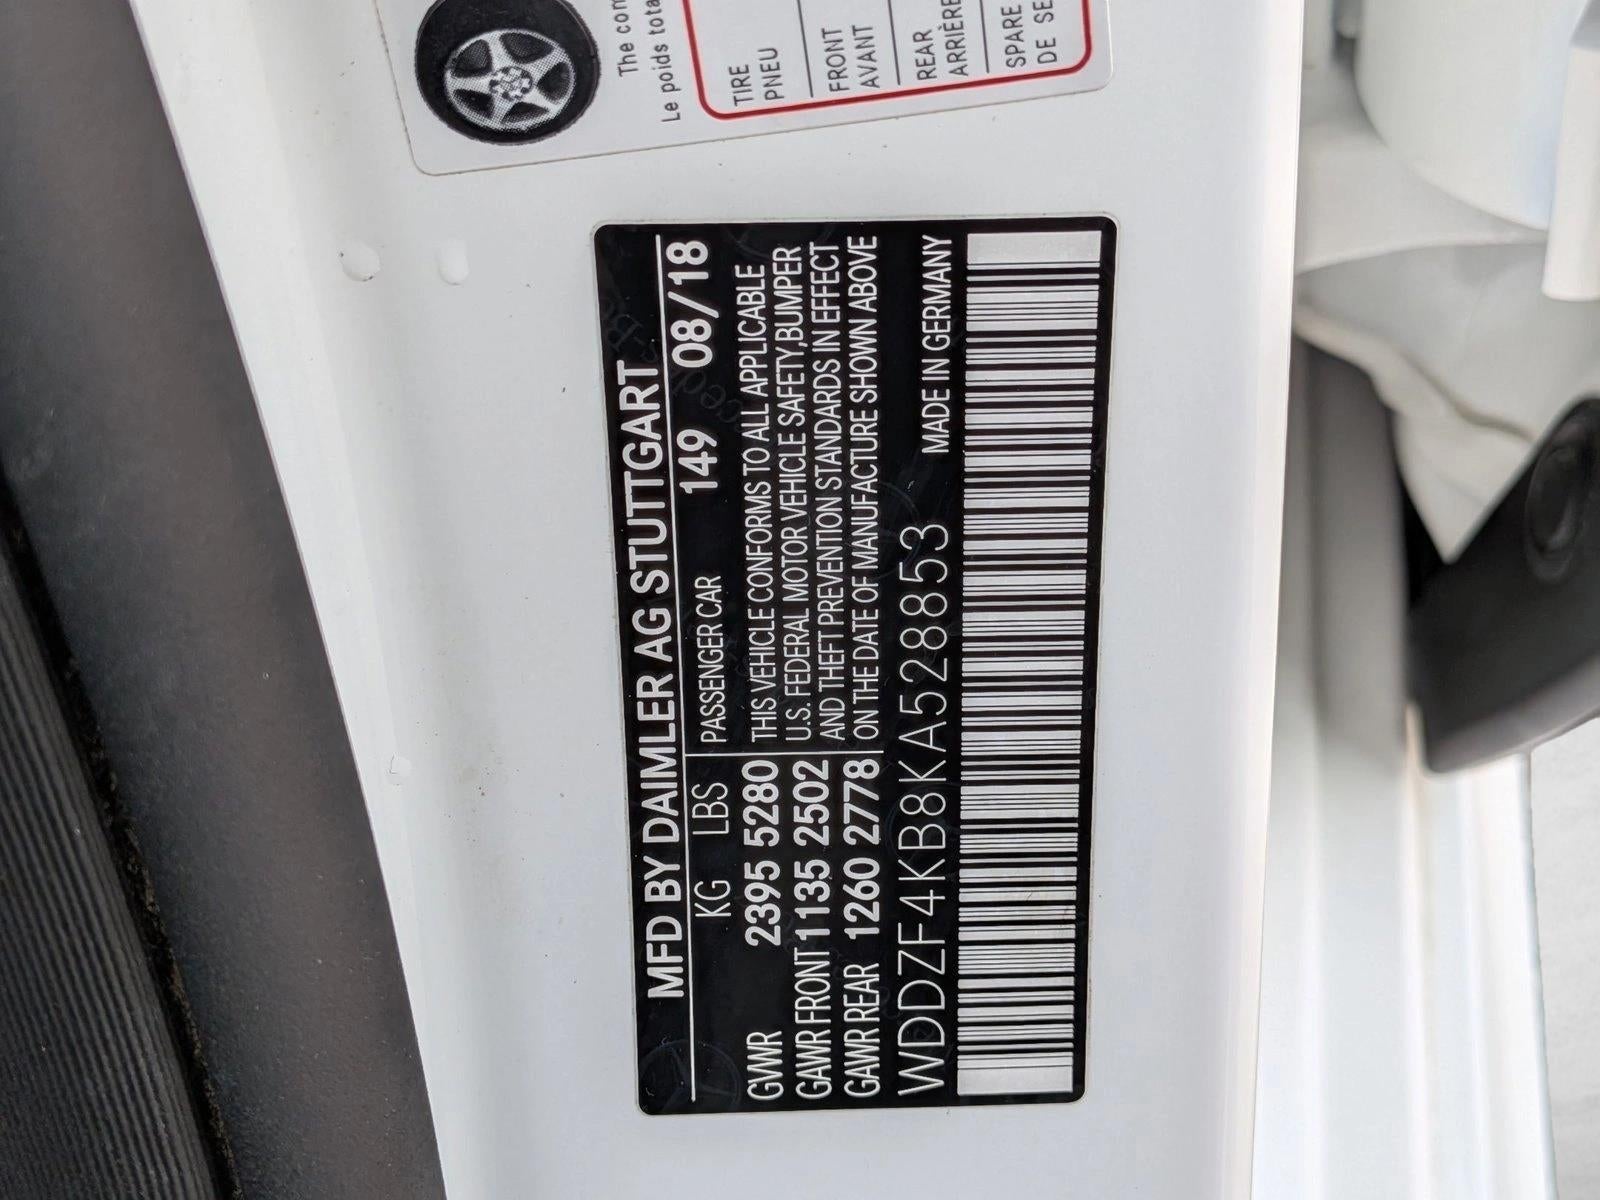 The com
Le poids tota
TIRE
PNEU
FRONT
AVANT
REAR
ARRIÈRE
SPARE
DE SE
MFD BY DAIMLER AG STUTTGART
KG LBS PASSENGER CAR 149 08/18
GVWR 2395 5280
GAWR FRONT 1135 2502
GAWR REAR 1260 2778
THIS VEHICLE CONFORMS TO ALL APPLICABLE
U.S. FEDERAL MOTOR VEHICLE SAFETY,BUMPER
AND THEFT PREVENTION STANDARDS IN EFFECT
ON THE DATE OF MANUFACTURE SHOWN ABOVE
WDDZF4KB8KA528853 MADE IN GERMANY